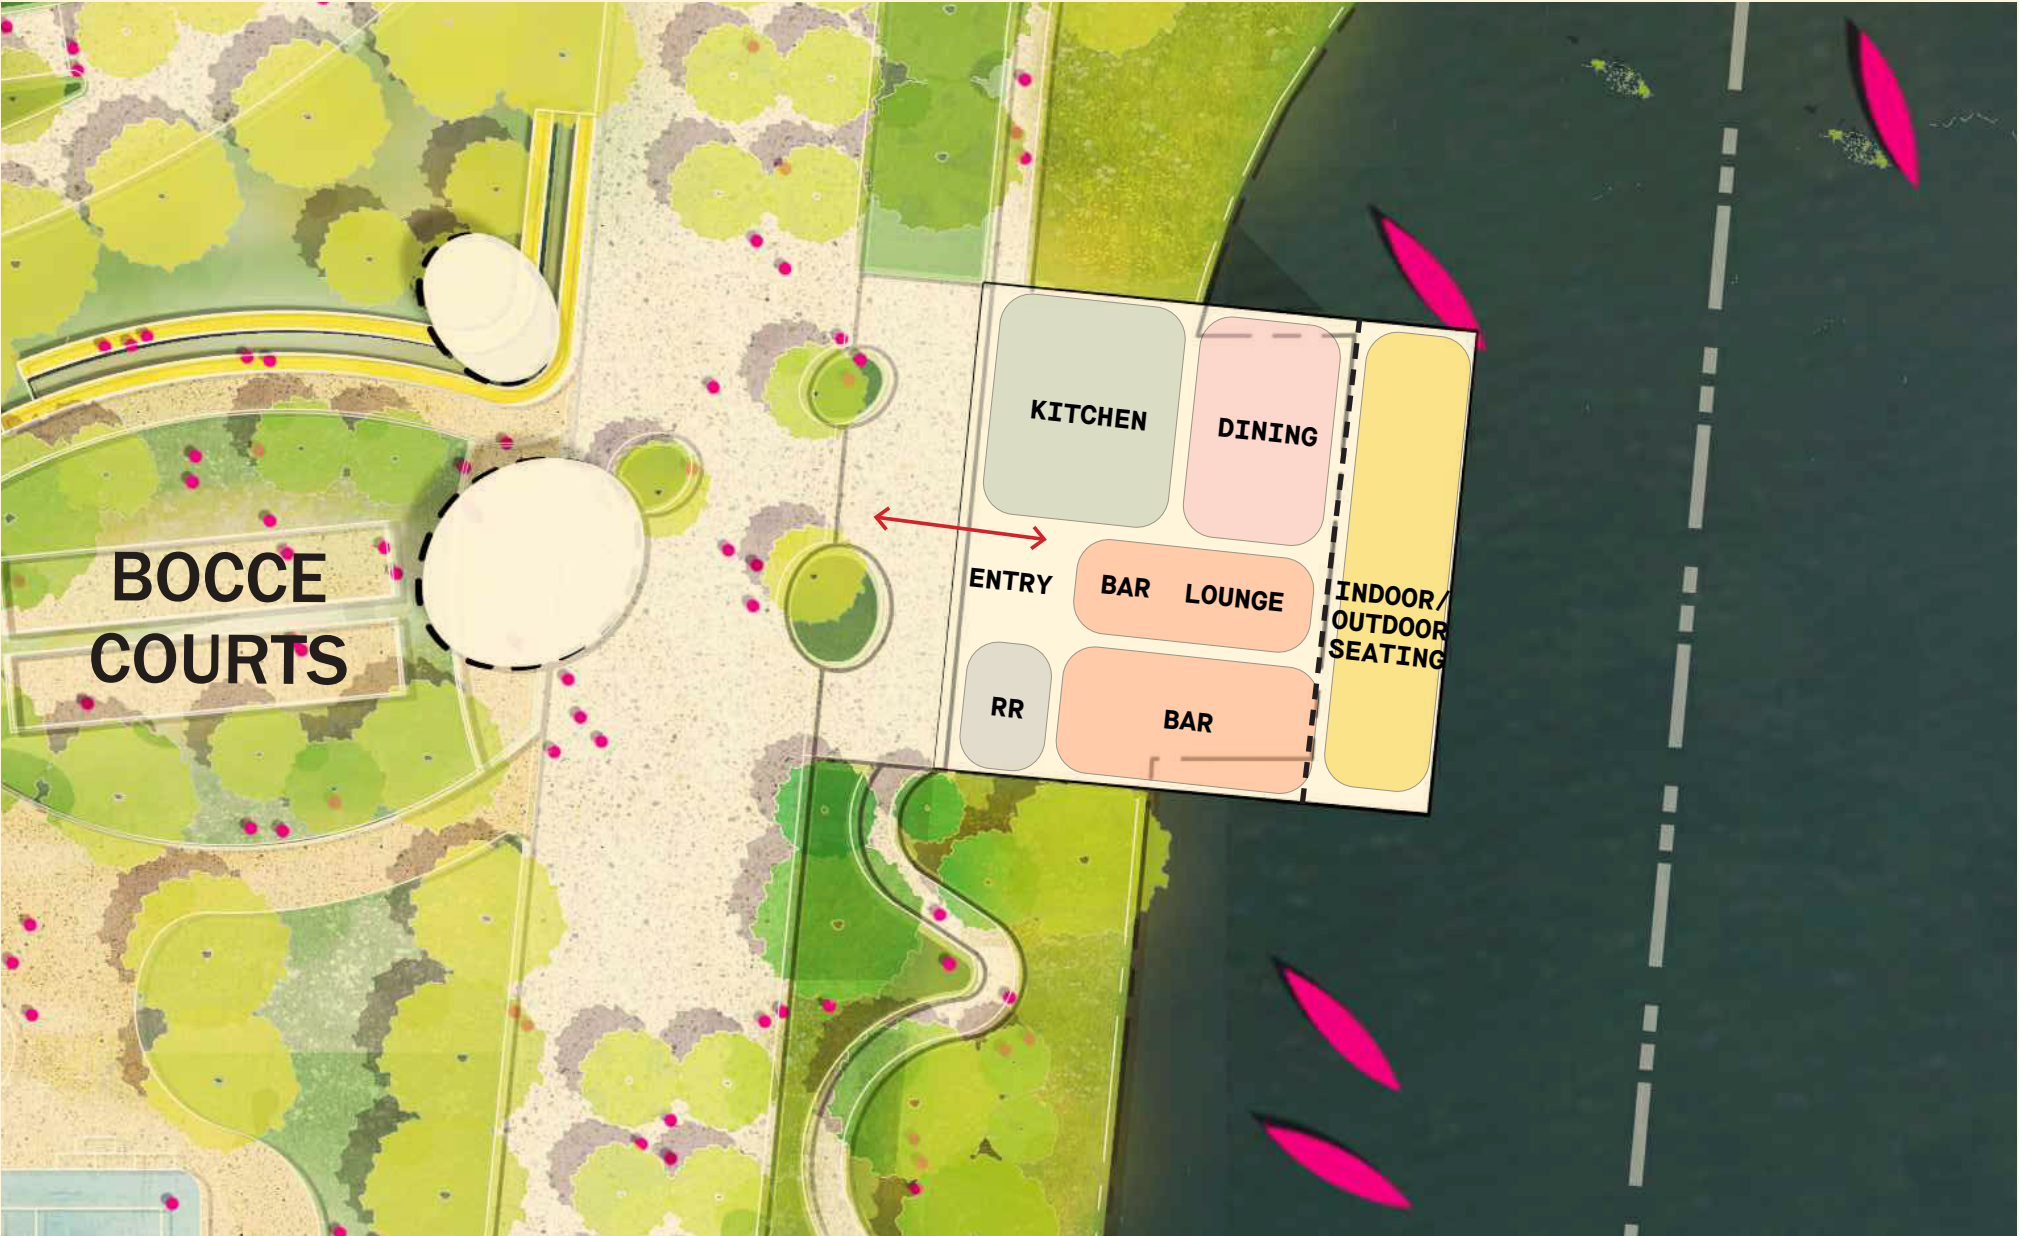 KITCHEN
DINING
BOCCE
COURTS
ENTRY
BAR LOUNGE
INDOOR/
OUTDOOR
SEATING
RR
BAR